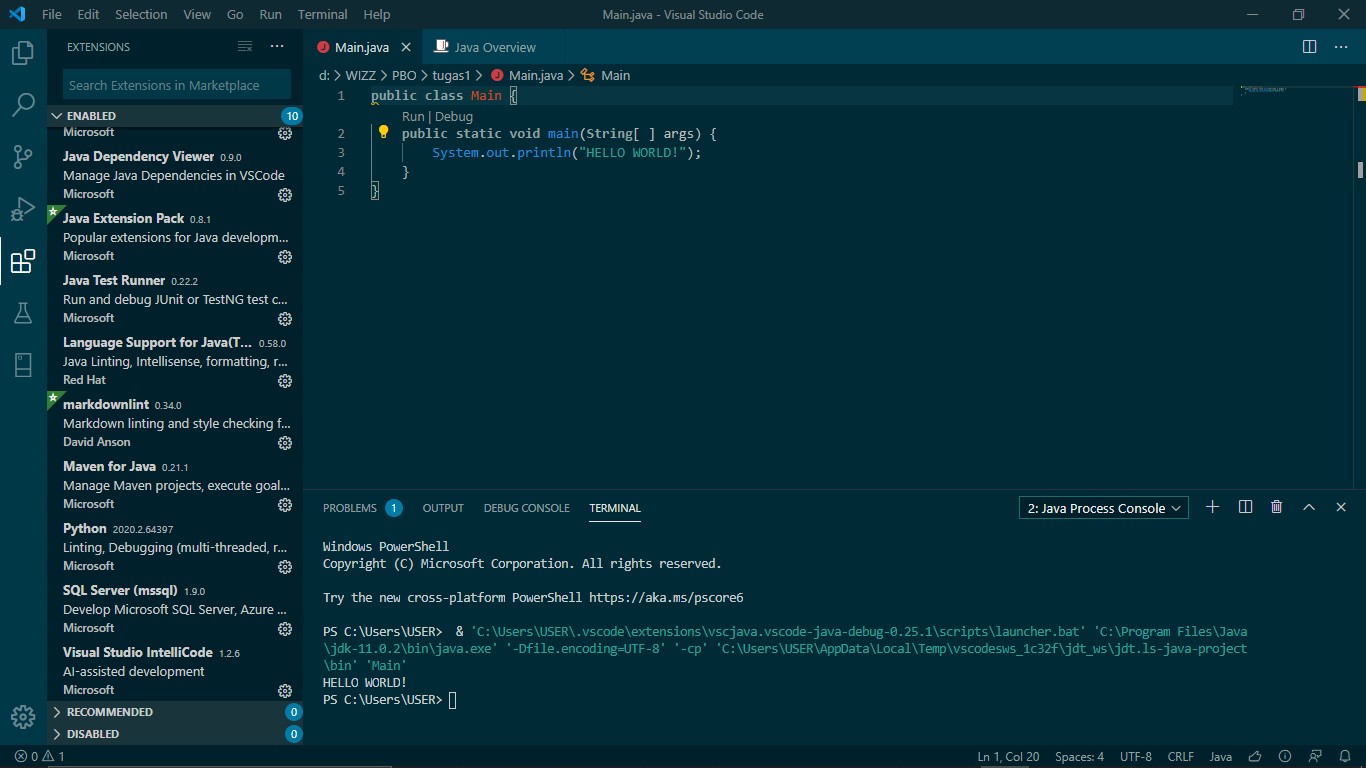 File Edit Selection View Go Run Terminal Help Main.java - Visual Studio Code
EXTENSIONS
Search Extensions in Marketplace
ENABLED 10
Microsoft
Java Dependency Viewer 0.9.0
Manage Java Dependencies in VSCode
Microsoft
Java Extension Pack 0.8.1
Popular extensions for Java developm...
Microsoft
Java Test Runner 0.22.2
Run and debug JUnit or TestNG test c...
Microsoft
Language Support for Java(T... 0.58.0
Java Linting, Intellisense, formatting, r...
Red Hat
markdownlint 0.34.0
Markdown linting and style checking f...
David Anson
Maven for Java 0.21.1
Manage Maven projects, execute goal...
Microsoft
Python 2020.2.64397
Linting, Debugging (multi-threaded, r...
Microsoft
SQL Server (mssql) 1.9.0
Develop Microsoft SQL Server, Azure ...
Microsoft
Visual Studio IntelliCode 1.2.6
AI-assisted development
Microsoft
RECOMMENDED 0
DISABLED 0
Main.java Java Overview
d: > WIZZ > PBO > tugas1 > Main.java > Main
1 public class Main {
Run | Debug
2 public static void main(String[ ] args) {
3 System.out.println("HELLO WORLD!");
4 }
5 }
PROBLEMS 1 OUTPUT DEBUG CONSOLE TERMINAL 2: Java Process Console
Windows PowerShell
Copyright (C) Microsoft Corporation. All rights reserved.
Try the new cross-platform PowerShell https://aka.ms/pscore6
PS C:\Users\USER>  & 'C:\Users\USER\.vscode\extensions\vscjava.vscode-java-debug-0.25.1\scripts\launcher.bat' 'C:\Program Files\Java
\jdk-11.0.2\bin\java.exe' '-Dfile.encoding=UTF-8' '-cp' 'C:\Users\USER\AppData\Local\Temp\vscodesws_1c32f\jdt_ws\jdt.ls-java-project
\bin' 'Main'
HELLO WORLD!
PS C:\Users\USER>
0 1 Ln 1, Col 20 Spaces: 4 UTF-8 CRLF Java